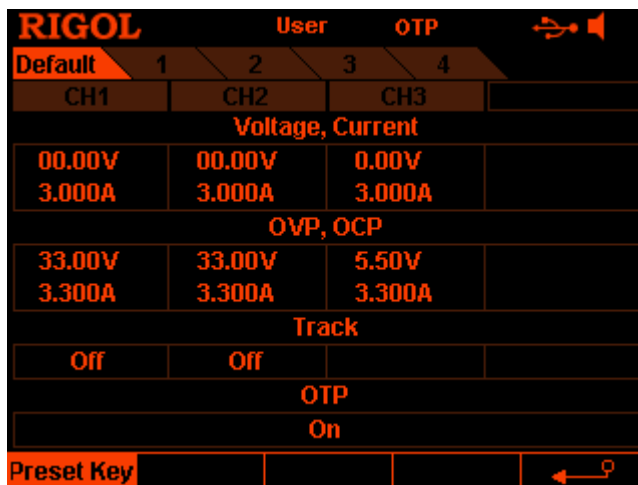 RIGOL User OTP
Default 1 2 3 4
CH1 CH2 CH3
Voltage, Current
00.00V 00.00V 0.00V
3.000A 3.000A 3.000A
OVP, OCP
33.00V 33.00V 5.50V
3.300A 3.300A 3.300A
Track
Off Off
OTP
On
Preset Key